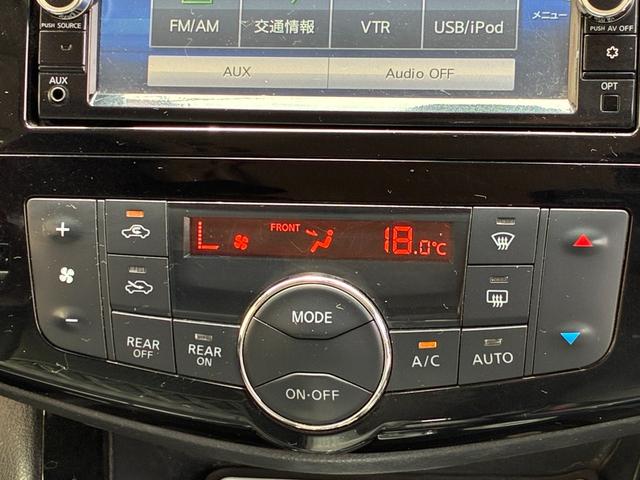 PUSH SOURCE
メニュー
PUSH AV OFF
FM/AM 交通情報 VTR USB/iPod
AUX Audio OFF
AUX
OPT
FRONT
L 18.0℃
+
−
MODE
REAR OFF
REAR ON
ON·OFF
A/C
AUTO